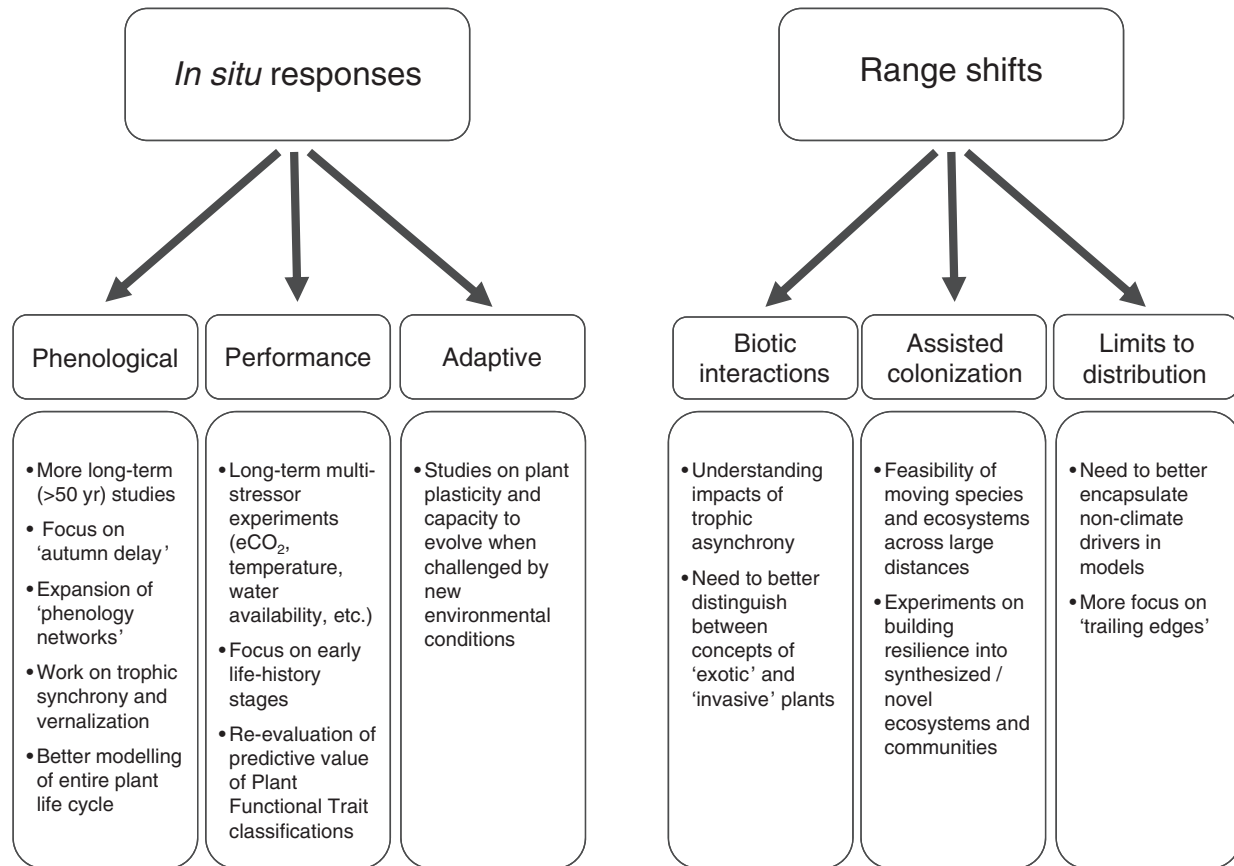 In situ responses
Range shifts
Phenological
Performance
Adaptive
Biotic
interactions
Assisted
colonization
Limits to
distribution
•More long-term
(>50 yr) studies
• Focus on
‘autumn delay’
•Expansion of
‘phenology
networks’
•Work on trophic
synchrony and
vernalization
•Better modelling
of entire plant
life cycle
•Long-term multi-
stressor
experiments
(eCO₂,
temperature,
water
availability, etc.)
•Focus on early
life-history
stages
•Re-evaluation of
predictive value
of Plant
Functional Trait
classifications
•Studies on plant
plasticity and
capacity to
evolve when
challenged by
new
environmental
conditions
•Understanding
impacts of
trophic
asynchrony
•Need to better
distinguish
between
concepts of
‘exotic’ and
‘invasive’ plants
•Feasibility of
moving species
and ecosystems
across large
distances
•Experiments on
building
resilience into
synthesized /
novel
ecosystems and
communities
•Need to better
encapsulate
non-climate
drivers in
models
•More focus on
‘trailing edges’